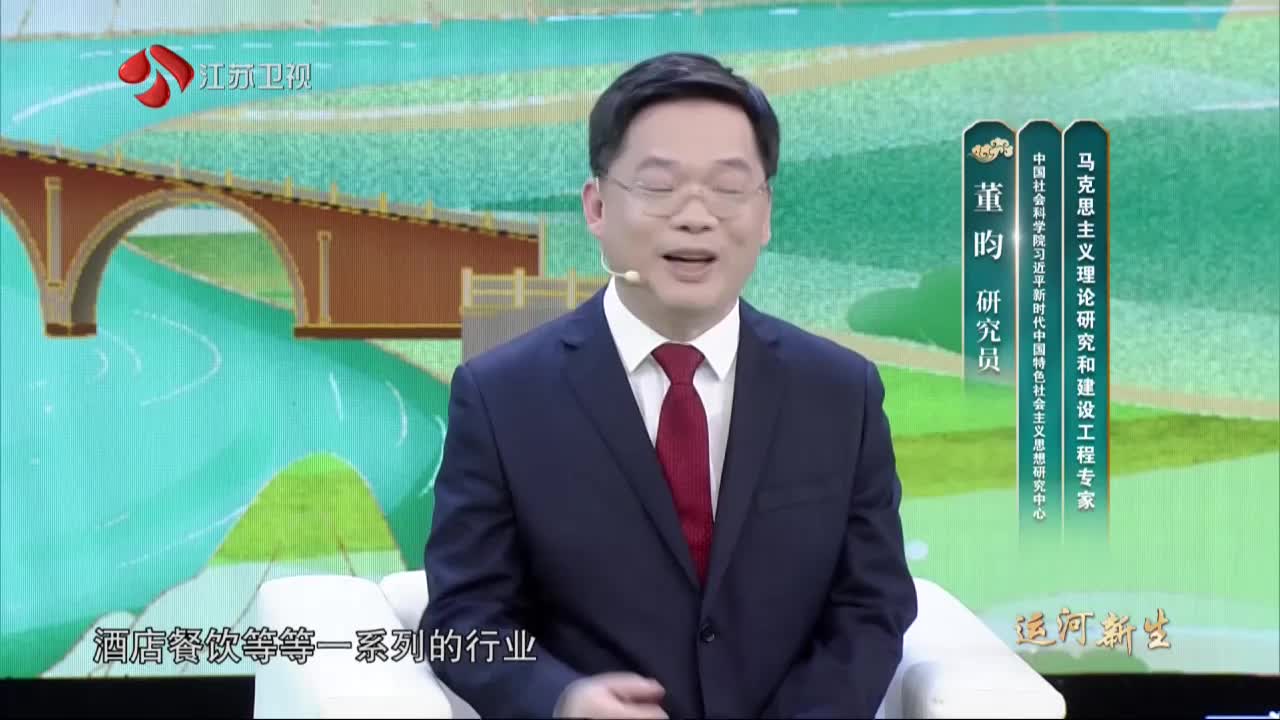 江苏卫视
马克思主义理论研究和建设工程专家
中国社会科学院习近平新时代中国特色社会主义思想研究中心
董昀 研究员
酒店餐饮等等一系列的行业
运河新生